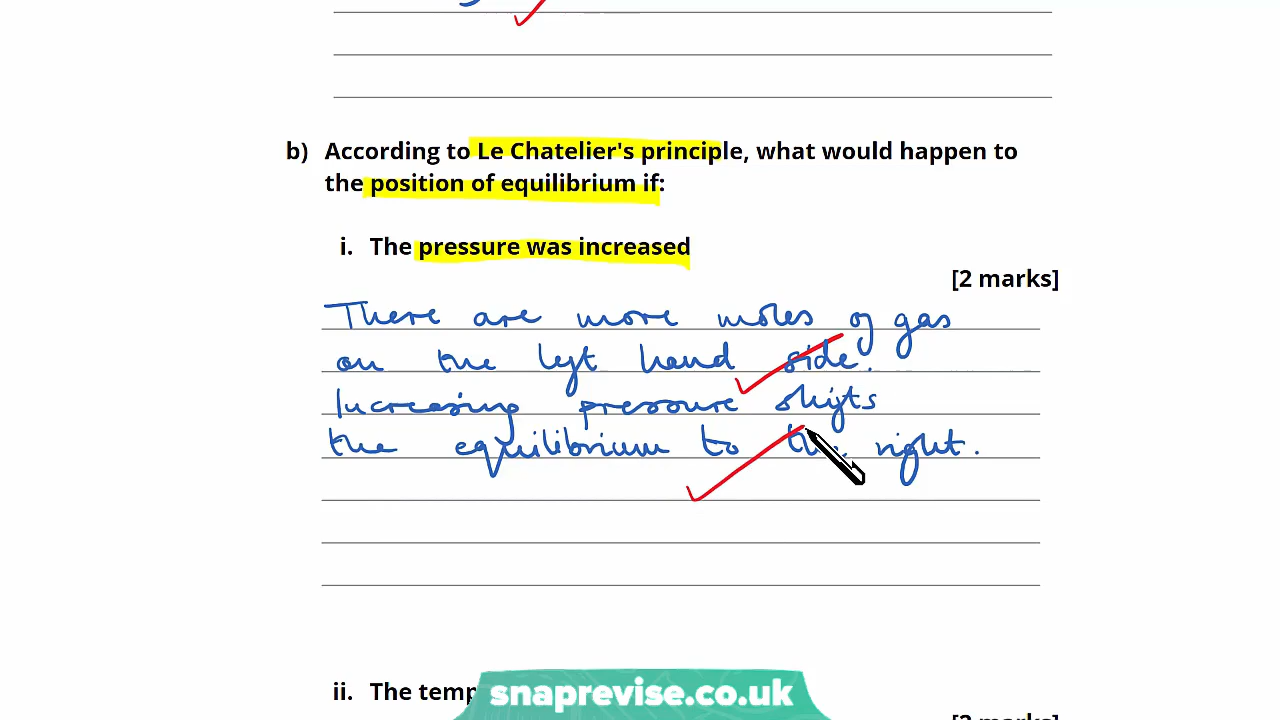 b) According to Le Chatelier's principle, what would happen to
the position of equilibrium if:
i. The pressure was increased
[2 marks]
There are more moles of gas
on the left hand side.
Increasing pressure shifts
the equilibrium to the right.
ii. The temp
snaprevise.co.uk